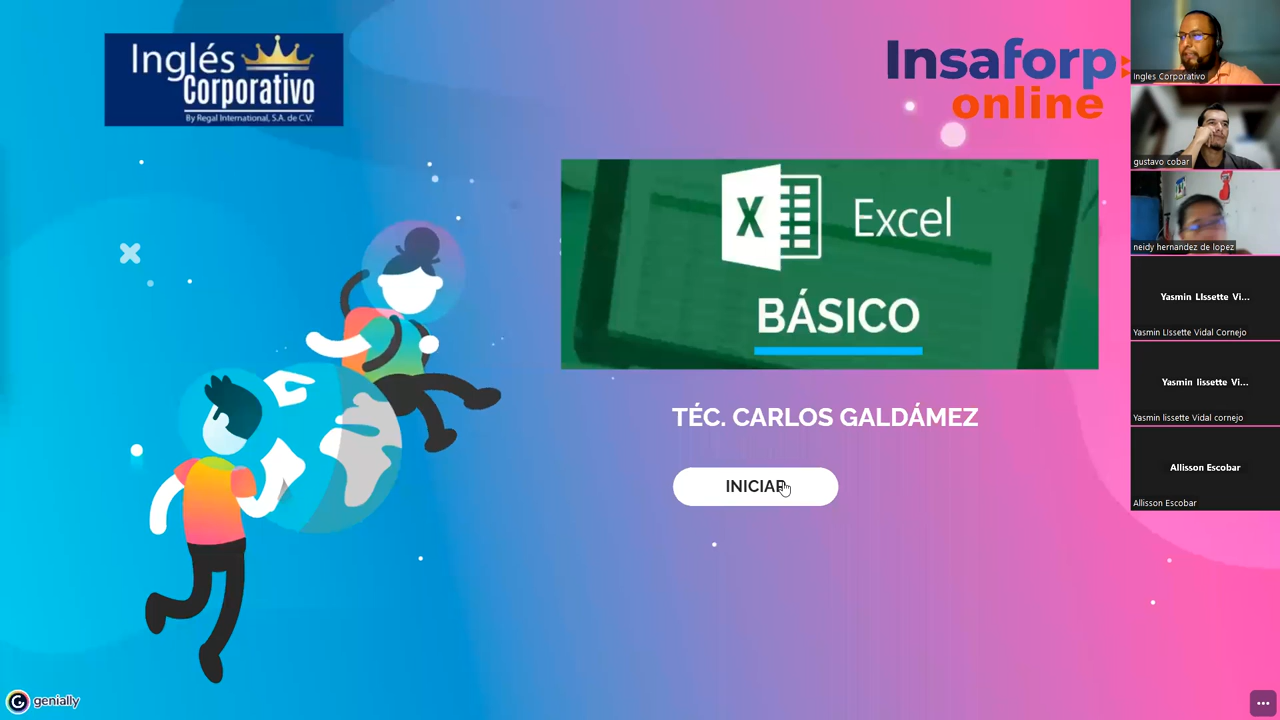 Inglés
Corporativo
By Regal International, S.A. de C.V.
Insaforp
online
X
Excel
BÁSICO
TÉC. CARLOS GALDÁMEZ
INICIAR
genially
Ingles Corporativo
gustavo cobar
neidy hernandez de lopez
Yasmin LIssette Vi...
Yasmin LIssette Vidal Cornejo
Yasmin lissette Vi...
Yasmin lissette Vidal cornejo
Allisson Escobar
Allisson Escobar